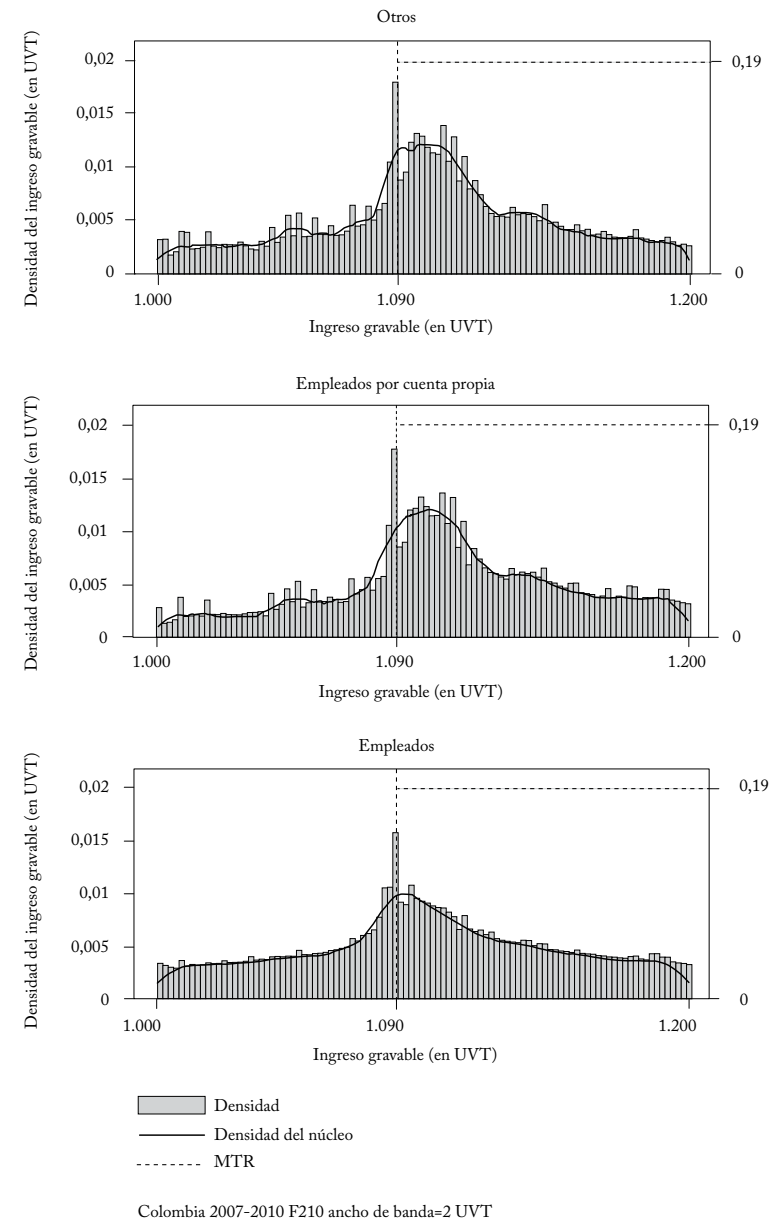 Otros
Densidad del ingreso gravable (en UVT)
0,02
0,015
0,01
0,005
0
0,19
0
1.000
1.090
1.200
Ingreso gravable (en UVT)
Empleados por cuenta propia
Densidad del ingreso gravable (en UVT)
0,02
0,015
0,01
0,005
0
0,19
0
1.000
1.090
1.200
Ingreso gravable (en UVT)
Empleados
Densidad del ingreso gravable (en UVT)
0,02
0,015
0,01
0,005
0
0,19
0
1.000
1.090
1.200
Ingreso gravable (en UVT)
Densidad
Densidad del núcleo
MTR
Colombia 2007-2010 F210 ancho de banda=2 UVT